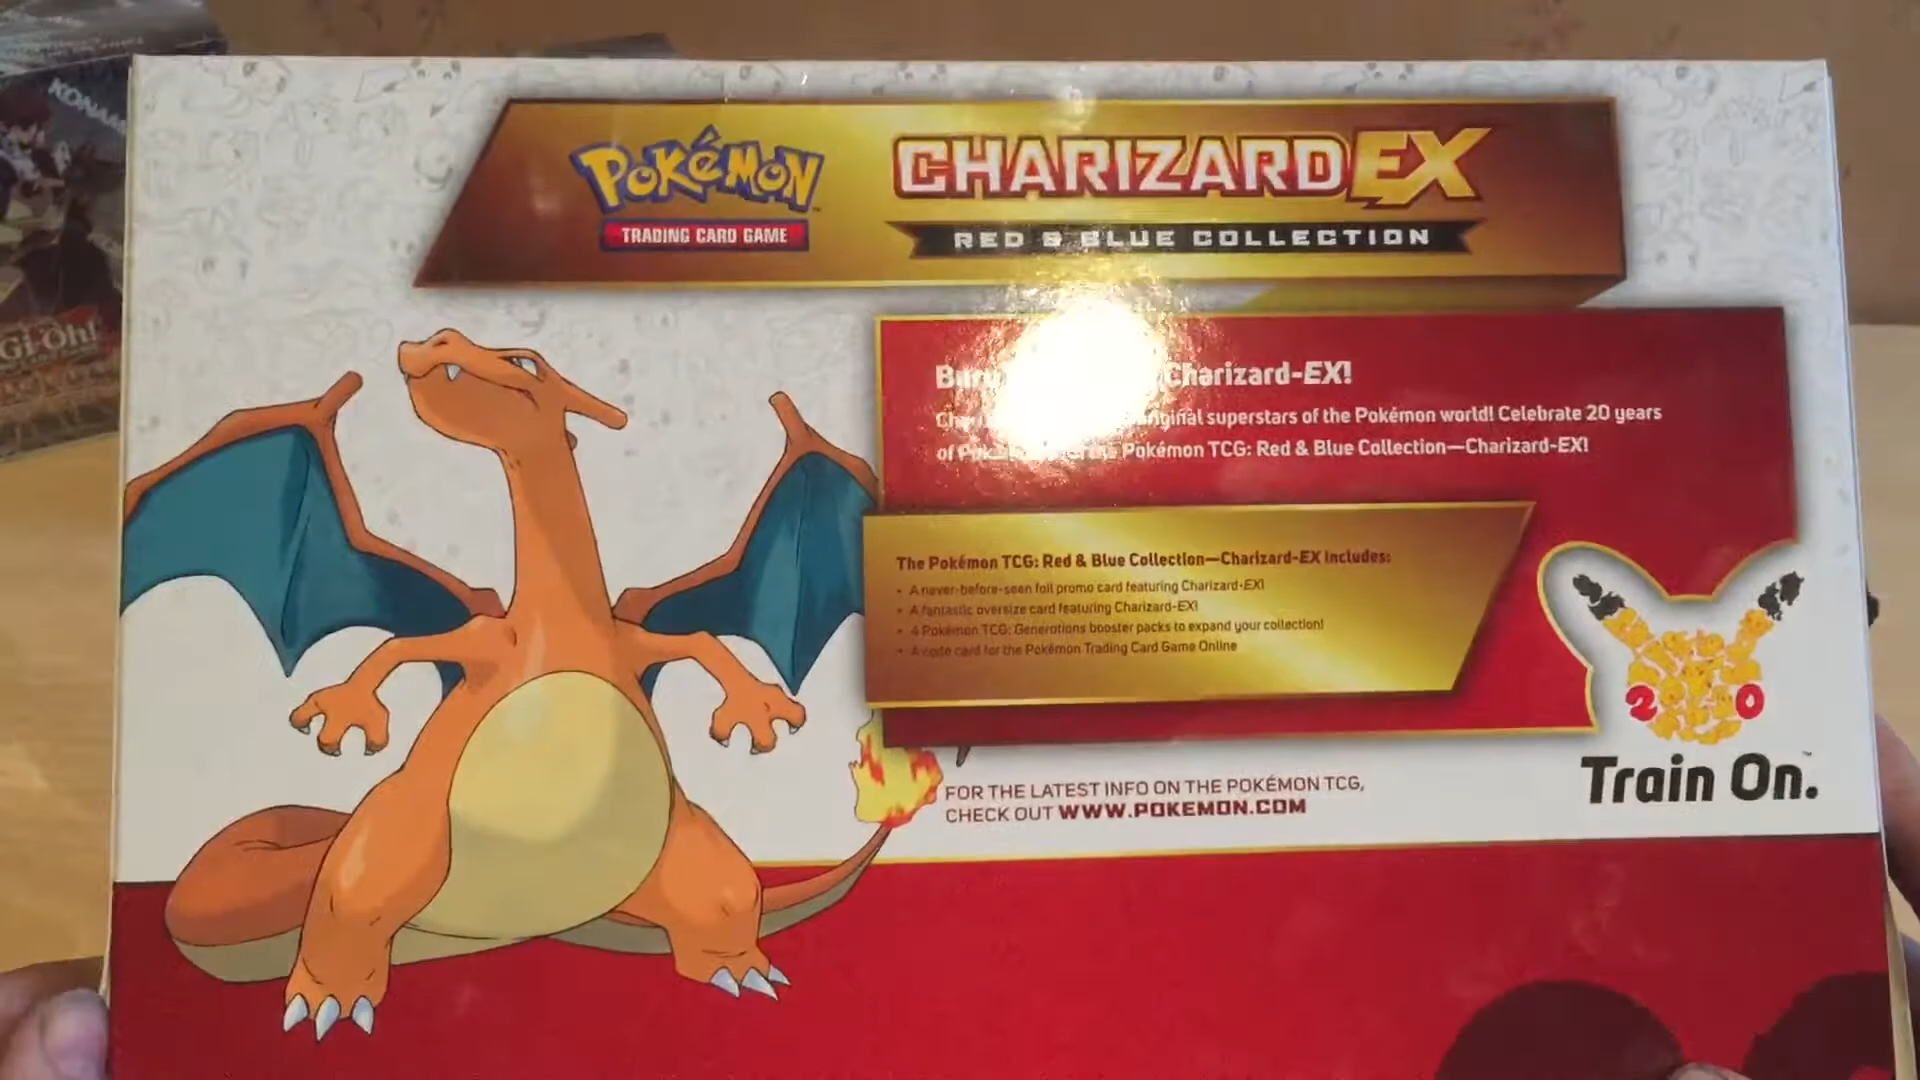 KONAMI
Gi-Oh!
Pokémon
TRADING CARD GAME
CHARIZARD EX
RED & BLUE COLLECTION
Charizard-EX!
original superstars of the Pokémon world! Celebrate 20 years
of Pokémon TCG: Red & Blue Collection—Charizard-EX!
The Pokémon TCG: Red & Blue Collection—Charizard-EX includes:
• A never-before-seen foil promo card featuring Charizard-EX!
• A fantastic oversize card featuring Charizard-EX!
• 4 Pokémon TCG: Generations booster packs to expand your collection!
• A code card for the Pokémon Trading Card Game Online
20
Train On.™
FOR THE LATEST INFO ON THE POKÉMON TCG,
CHECK OUT WWW.POKEMON.COM